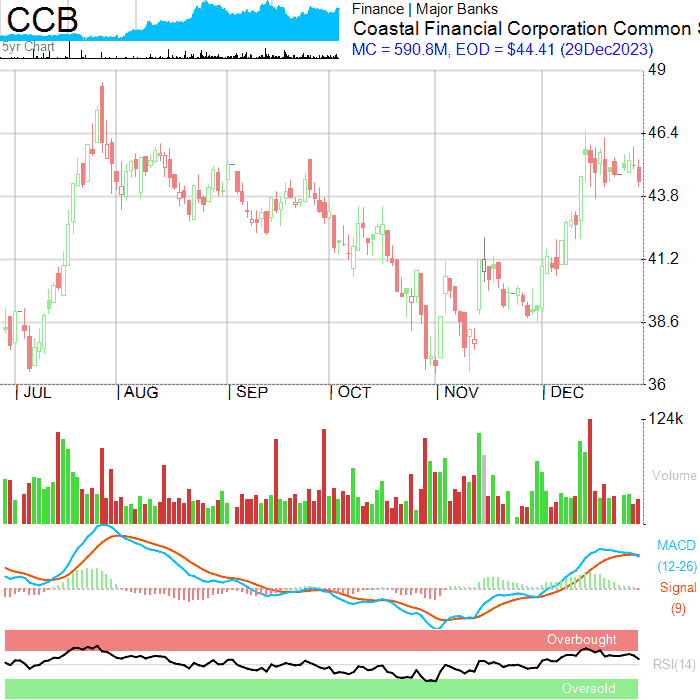 CCB
5yr Chart
Finance | Major Banks
Coastal Financial Corporation Common S
MC = 590.8M, EOD = $44.41 (29Dec2023)
49
46.4
43.8
41.2
38.6
36
JUL AUG SEP OCT NOV DEC
124k
Volume
MACD
(12-26)
Signal
(9)
Overbought
RSI(14)
Oversold